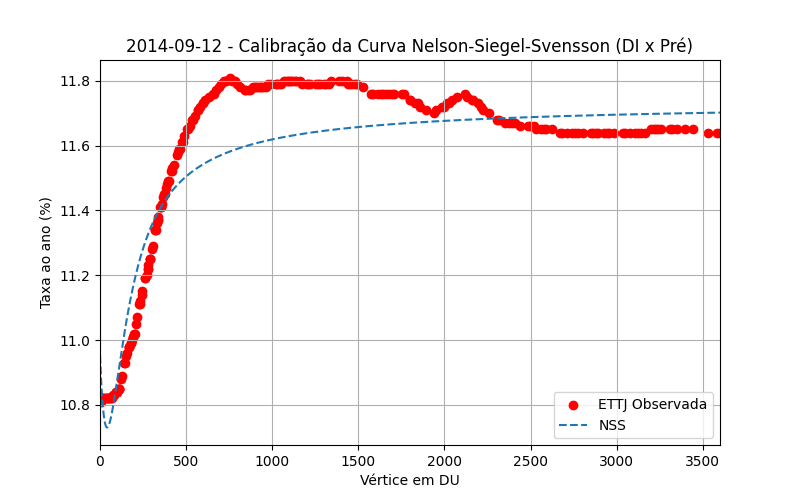 2014-09-12 - Calibração da Curva Nelson-Siegel-Svensson (DI x Pré)
Taxa ao ano (%)
11.8
11.6
11.4
11.2
11.0
10.8
ETTJ Observada
NSS
0 500 1000 1500 2000 2500 3000 3500
Vértice em DU